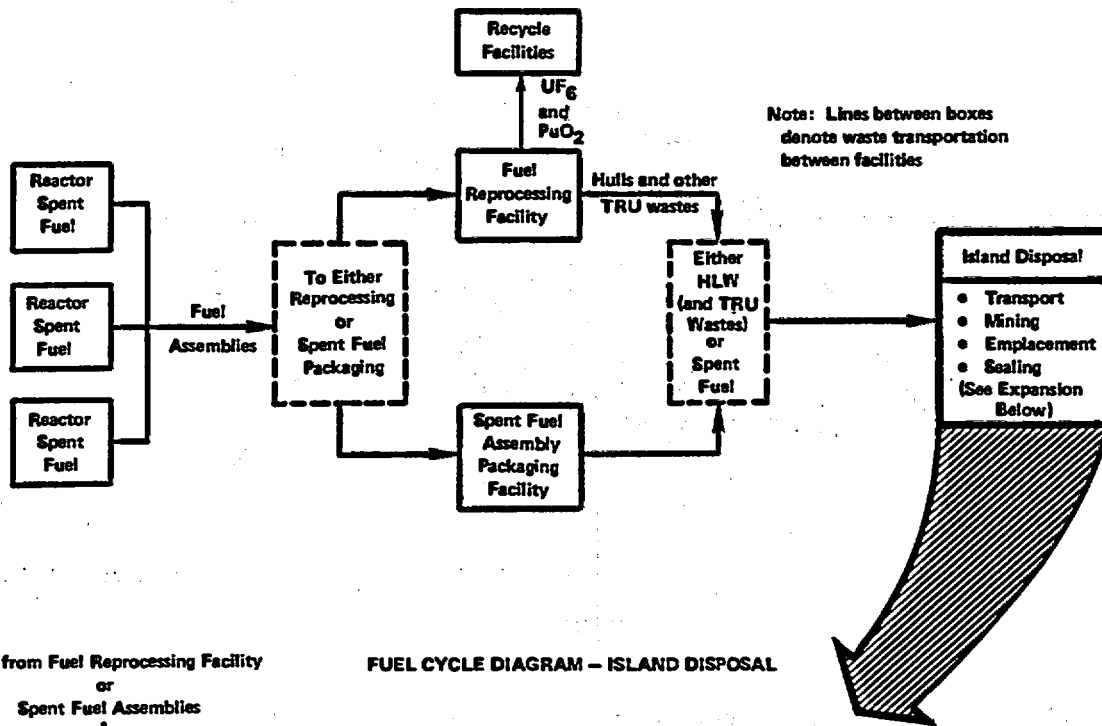 Recycle
Facilities
UF6
and
PuO2
Note: Lines between boxes
denote waste transportation
between facilities
Reactor
Spent
Fuel
Fuel
Reprocessing
Facility
Hulls and other
TRU wastes
Reactor
Spent
Fuel
Fuel
Assemblies
To Either
Reprocessing
or
Spent Fuel
Packaging
Either
HLW
(and TRU
Wastes)
or
Spent
Fuel
Island Disposal
• Transport
• Mining
• Emplacement
• Sealing
(See Expansion
Below)
Reactor
Spent
Fuel
Spent Fuel
Assembly
Packaging
Facility
from Fuel Reprocessing Facility
or
Spent Fuel Assemblies
FUEL CYCLE DIAGRAM – ISLAND DISPOSAL